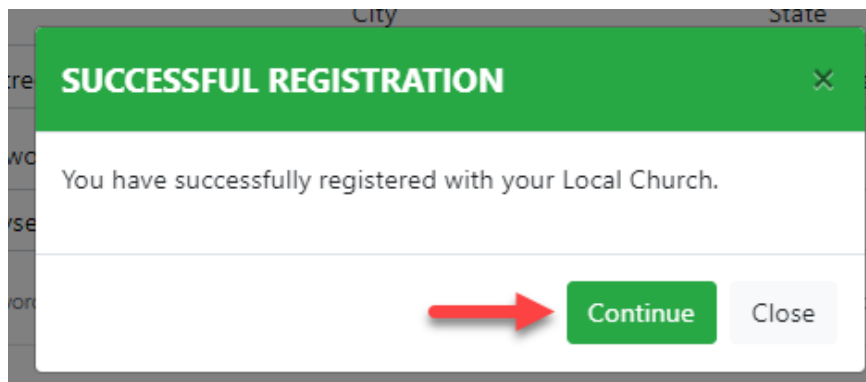 City State
SUCCESSFUL REGISTRATION ×
You have successfully registered with your Local Church.
Continue Close